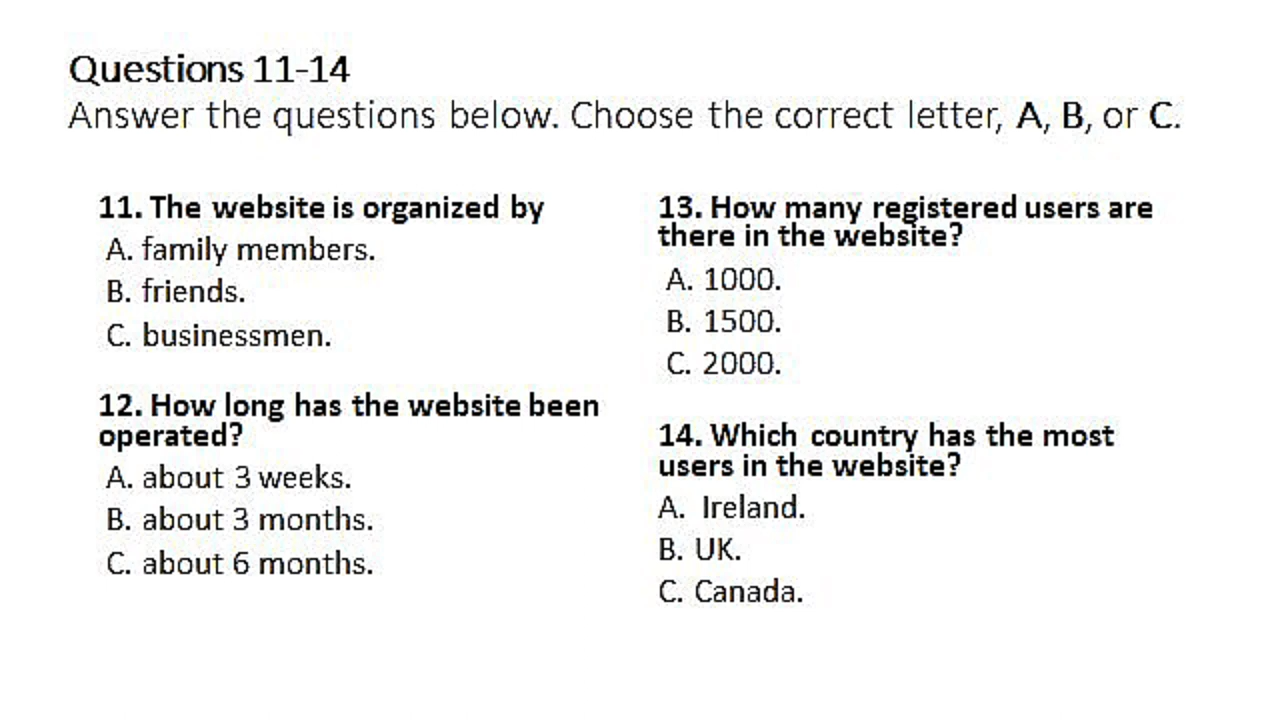 Questions 11-14
Answer the questions below. Choose the correct letter, A, B, or C.
11. The website is organized by
A. family members.
B. friends.
C. businessmen.
12. How long has the website been
operated?
A. about 3 weeks.
B. about 3 months.
C. about 6 months.
13. How many registered users are
there in the website?
A. 1000.
B. 1500.
C. 2000.
14. Which country has the most
users in the website?
A. Ireland.
B. UK.
C. Canada.